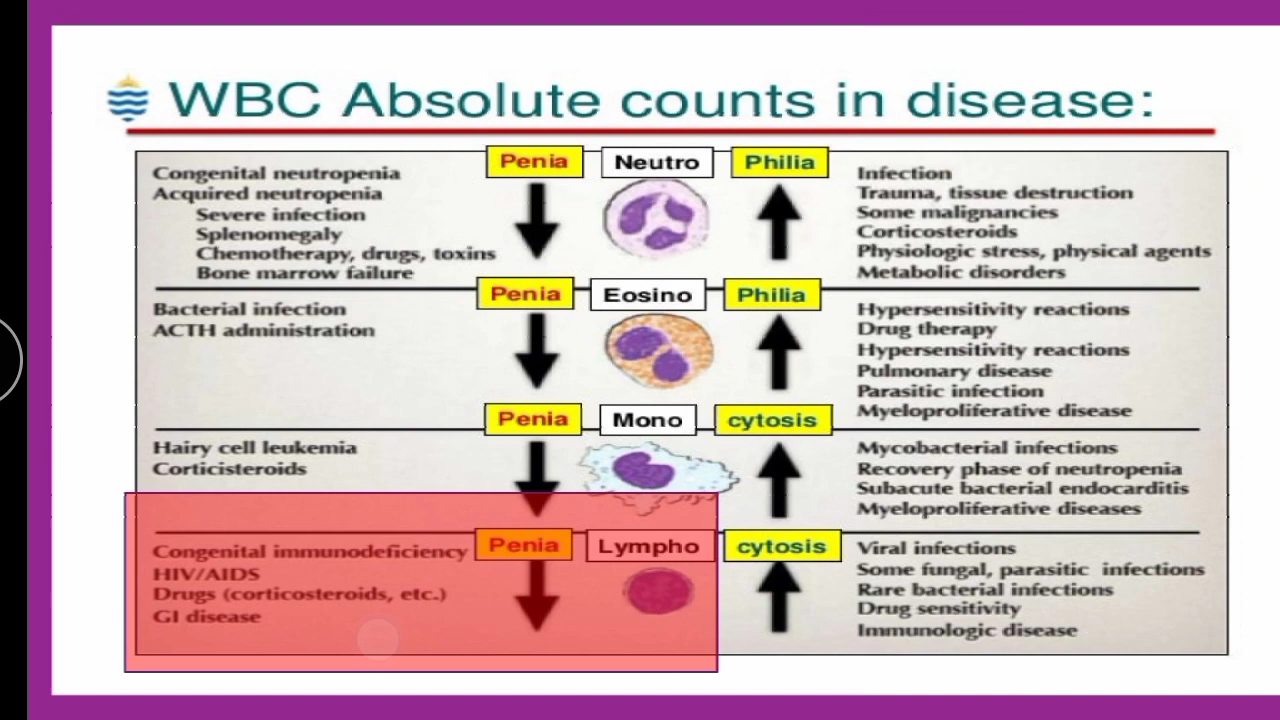 WBC Absolute counts in disease:
Penia Neutro Philia
Congenital neutropenia
Acquired neutropenia
Severe infection
Splenomegaly
Chemotherapy, drugs, toxins
Bone marrow failure
Infection
Trauma, tissue destruction
Some malignancies
Corticosteroids
Physiologic stress, physical agents
Metabolic disorders
Penia Eosino Philia
Bacterial infection
ACTH administration
Hypersensitivity reactions
Drug therapy
Hypersensitivity reactions
Pulmonary disease
Parasitic infection
Myeloproliferative disease
Penia Mono cytosis
Hairy cell leukemia
Corticisteroids
Mycobacterial infections
Recovery phase of neutropenia
Subacute bacterial endocarditis
Myeloproliferative diseases
Penia Lympho cytosis
Congenital immunodeficiency
HIV/AIDS
Drugs (corticosteroids, etc.)
GI disease
Viral infections
Some fungal, parasitic infections
Rare bacterial infections
Drug sensitivity
Immunologic disease